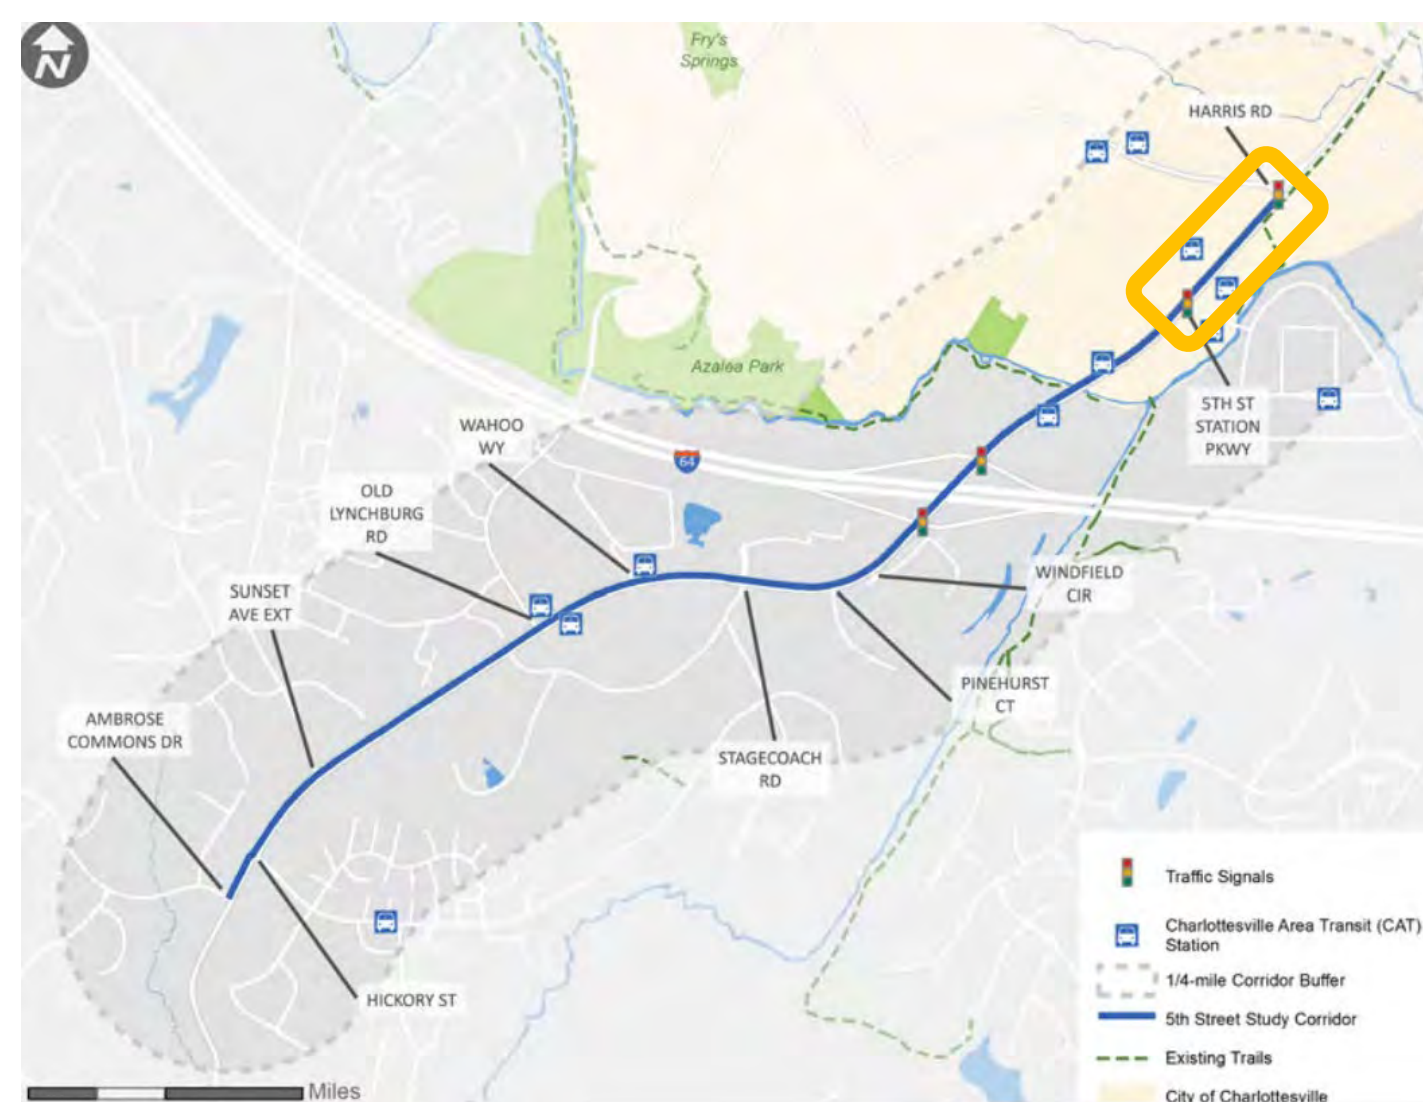 N
Fry's
Springs
HARRIS RD
Azalea Park
WAHOO
WY
5TH ST
STATION
PKWY
64
OLD
LYNCHBURG
RD
SUNSET
AVE EXT
WINDFIELD
CIR
PINEHURST
CT
AMBROSE
COMMONS DR
STAGECOACH
RD
HICKORY ST
Traffic Signals
Charlottesville Area Transit (CAT)
Station
1/4-mile Corridor Buffer
5th Street Study Corridor
Existing Trails
City of Charlottesville
Miles